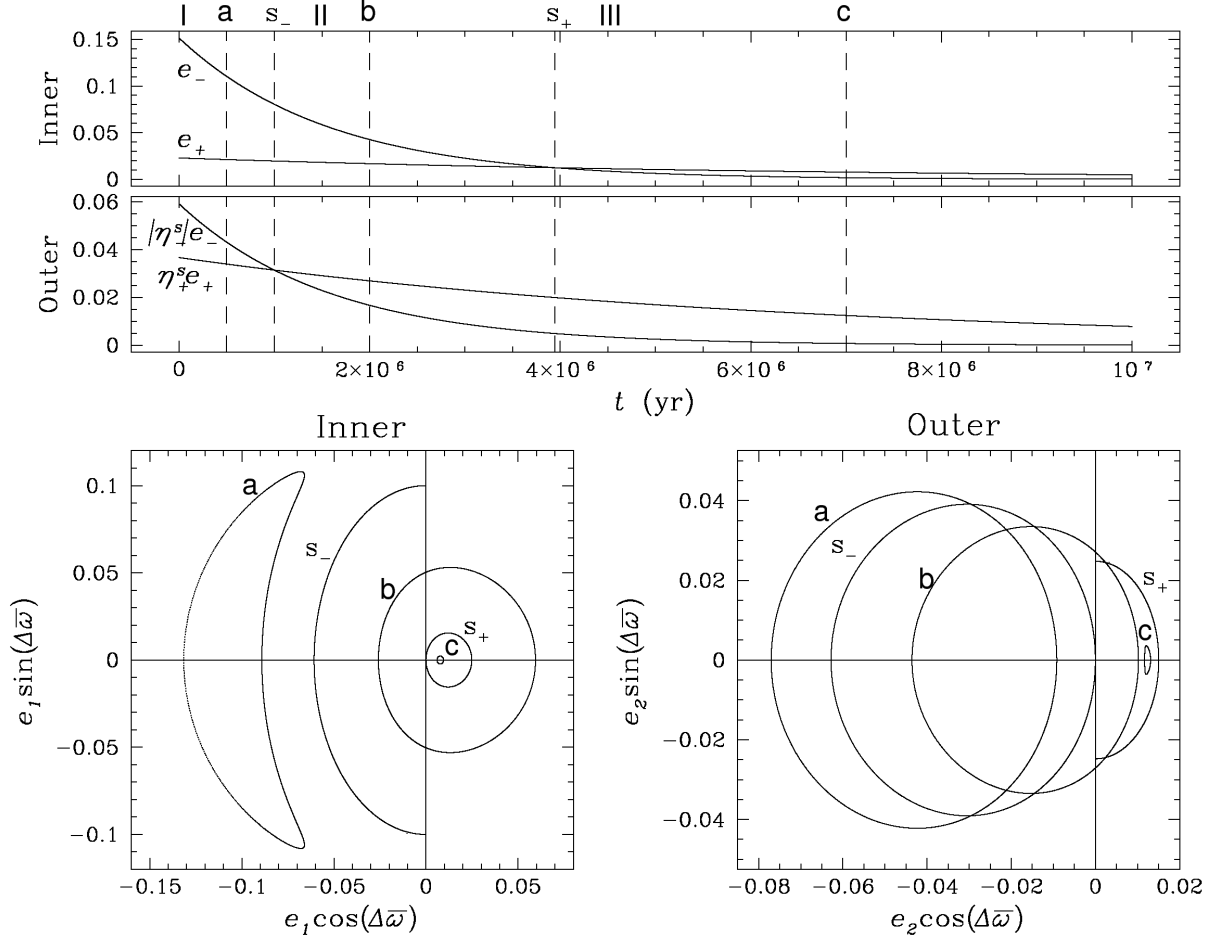 I a s₋ II b s₊ III c
Inner
0.15
0.1
0.05
0
e₋
e₊
Outer
0.06
0.04
0.02
0
|η₊ˢ|e₋
η₊ˢe₊
0 2×10⁶ 4×10⁶ 6×10⁶ 8×10⁶ 10⁷
t (yr)
Inner
e₁sin(Δϖ)
0.1
0.05
0
−0.05
−0.1
a
s₋
b
s₊
c
−0.15 −0.1 −0.05 0 0.05
e₁cos(Δϖ)
Outer
e₂sin(Δϖ)
0.04
0.02
0
−0.02
−0.04
a
s₋
b
s₊
c
−0.08 −0.06 −0.04 −0.02 0 0.02
e₂cos(Δϖ)